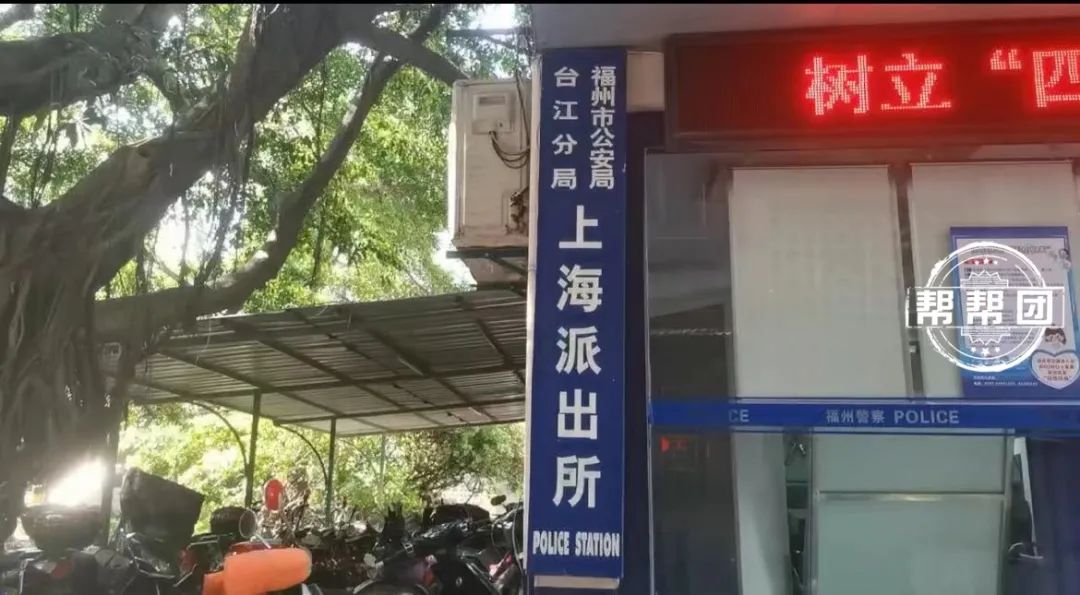 福州市公安局
台江分局
上海派出所
POLICE STATION
树立“四
帮帮团
CE
福州警察 POLICE